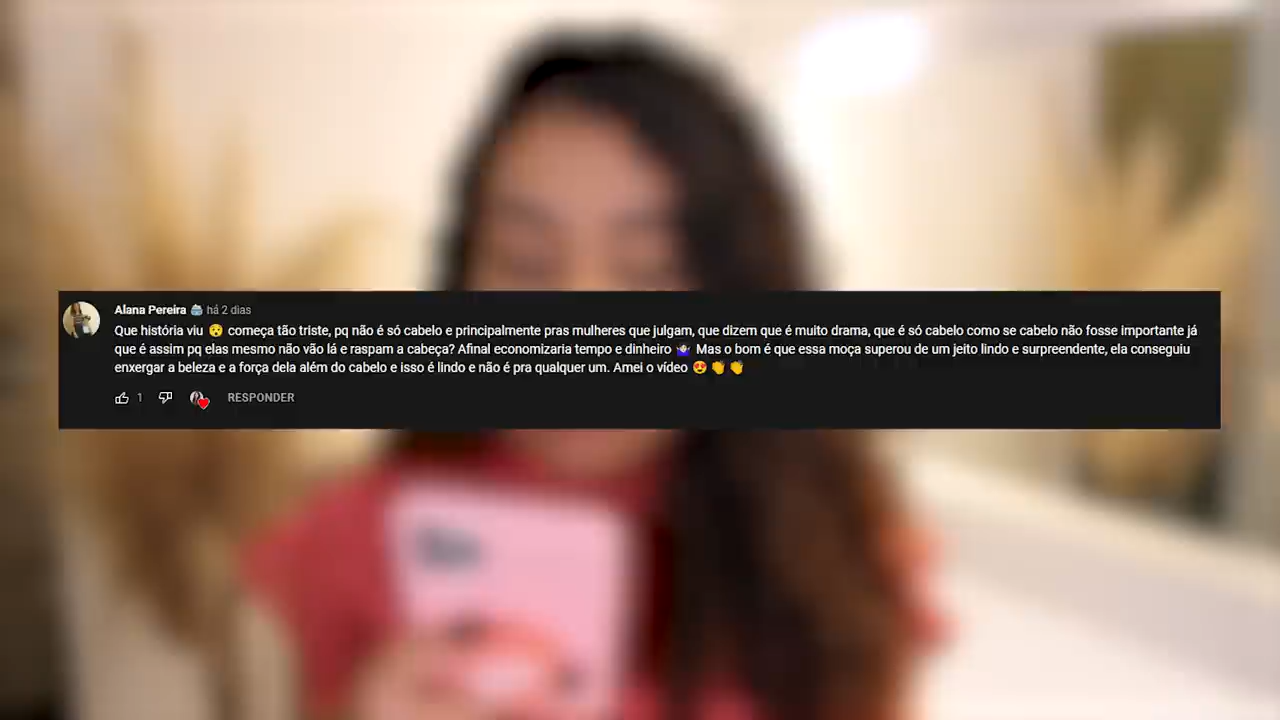 Alana Pereira há 2 dias
Que história viu 😯 começa tão triste, pq não é só cabelo e principalmente pras mulheres que julgam, que dizem que é muito drama, que é só cabelo como se cabelo não fosse importante já
que é assim pq elas mesmo não vão lá e raspam a cabeça? Afinal economizaria tempo e dinheiro 🤷🏻‍♀️ Mas o bom é que essa moça superou de um jeito lindo e surpreendente, ela conseguiu
enxergar a beleza e a força dela além do cabelo e isso é lindo e não é pra qualquer um. Amei o vídeo 😍👏👏
1 RESPONDER